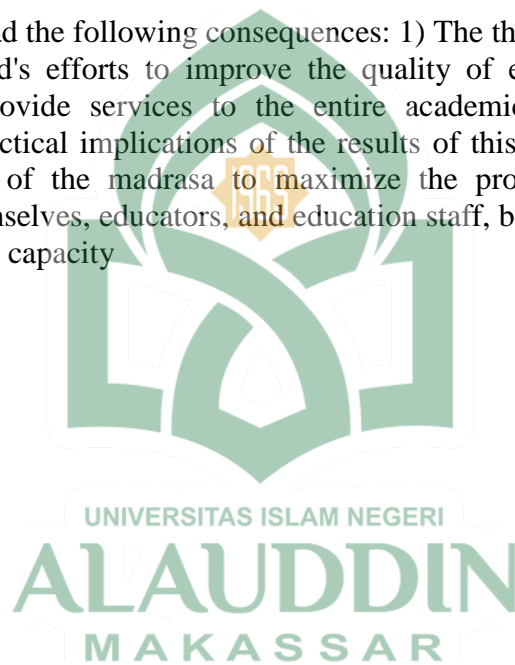 ad the following consequences: 1) The th
d's efforts to improve the quality of e
ovide services to the entire academic
ctical implications of the results of this
of the madrasa to maximize the pro
nselves, educators, and education staff, b
capacity
1965
UNIVERSITAS ISLAM NEGERI
ALAUDDIN
MAKASSAR